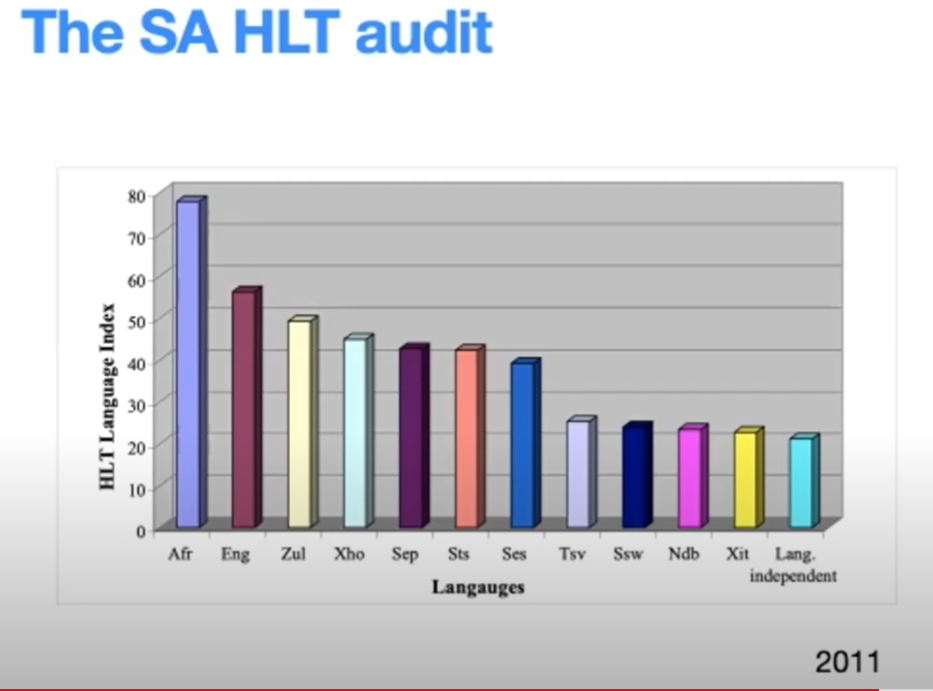 The SA HLT audit
HLT Language Index
80
70
60
50
40
30
20
10
0
Afr Eng Zul Xho Sep Sts Ses Tsv Ssw Ndb Xit Lang.
independent
Langauges
2011